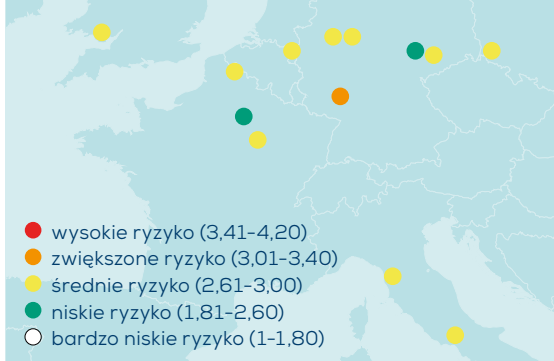 wysokie ryzyko (3,41-4,20)
zwiększone ryzyko (3,01-3,40)
średnie ryzyko (2,61-3,00)
niskie ryzyko (1,81-2,60)
bardzo niskie ryzyko (1-1,80)